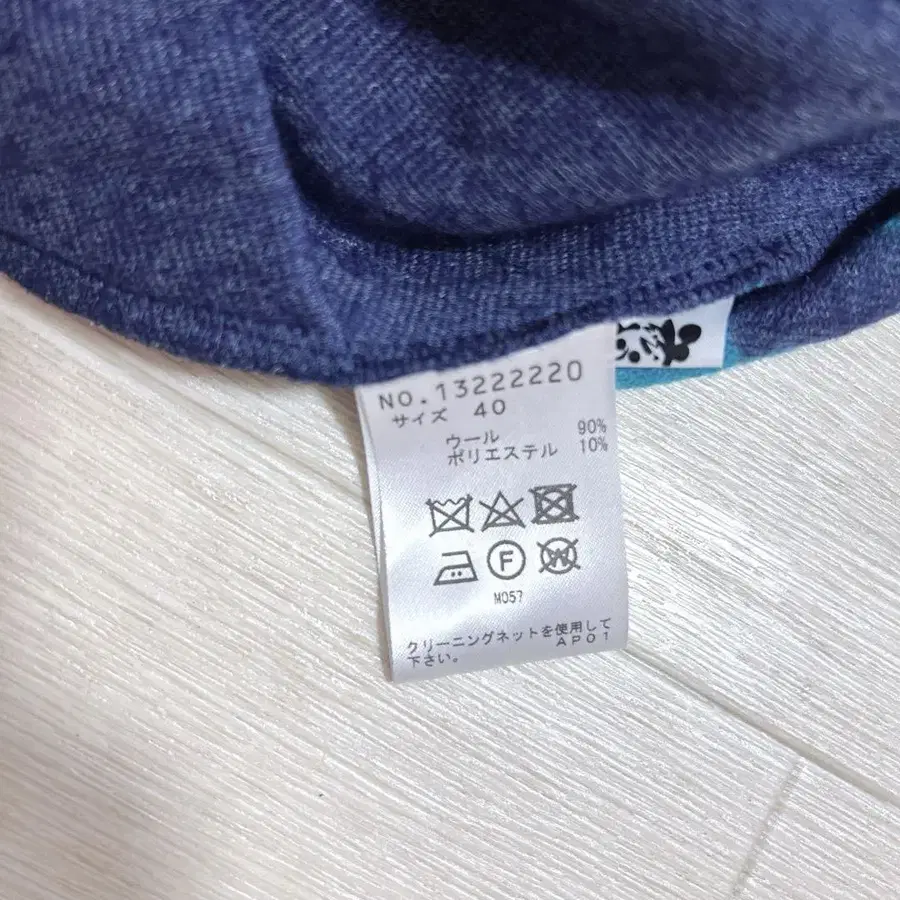 NO.13222220
サイズ 40
ウール 90%
ポリエステル 10%
F
W
M057
クリーニングネットを使用して
下さい。 AP01